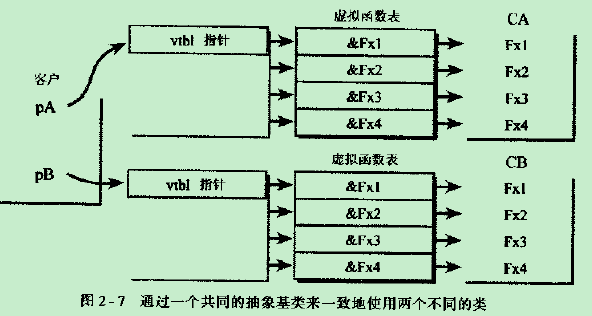 虚拟函数表
CA
vtbl 指针
&Fx1
Fx1
&Fx2
Fx2
客户
pA
&Fx3
Fx3
&Fx4
Fx4
虚拟函数表
CB
pB
vtbl 指针
&Fx1
Fx1
&Fx2
Fx2
&Fx3
Fx3
&Fx4
Fx4
图 2-7 通过一个共同的抽象基类来一致地使用两个不同的类